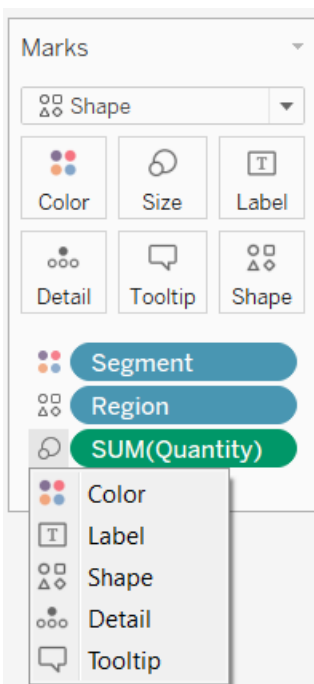 Marks
Shape
Color Size Label
T
Detail Tooltip Shape
Segment
Region
SUM(Quantity)
Color
T Label
Shape
Detail
Tooltip